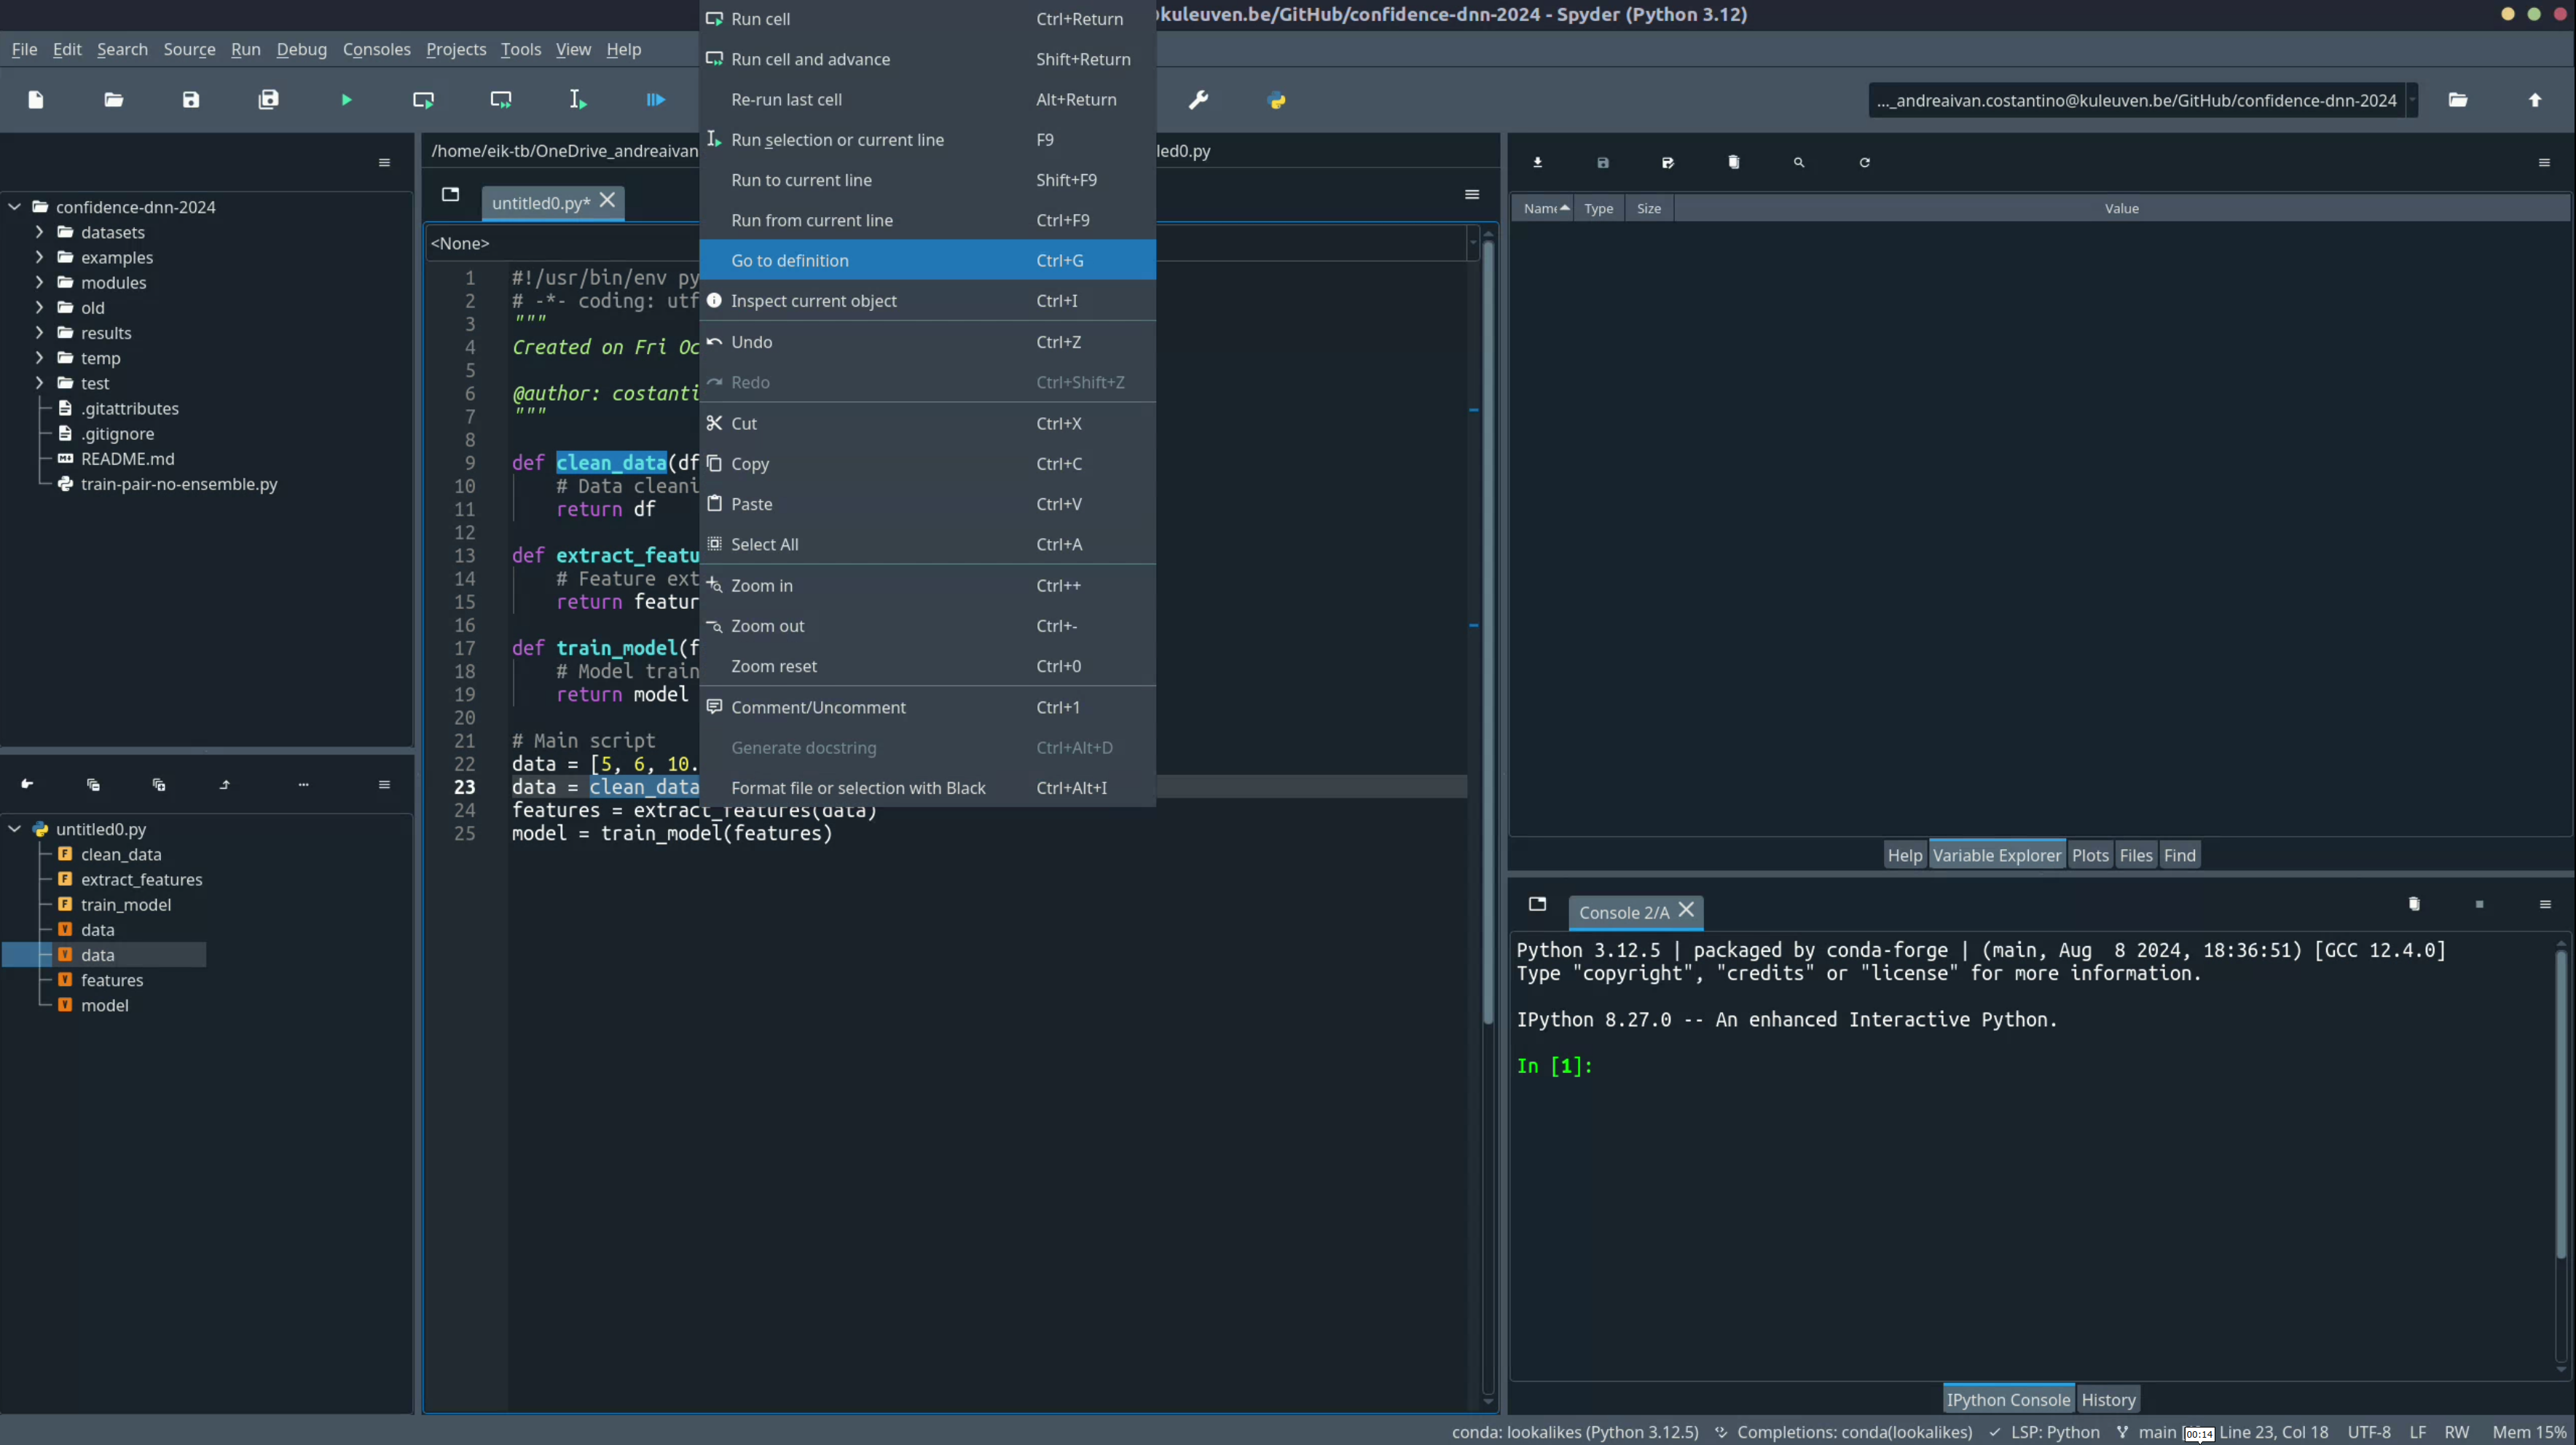 kuleuven.be/GitHub/confidence-dnn-2024 - Spyder (Python 3.12)
File Edit Search Source Run Debug Consoles Projects Tools View Help
..._andreaivan.costantino@kuleuven.be/GitHub/confidence-dnn-2024
confidence-dnn-2024
datasets
examples
modules
old
results
temp
test
.gitattributes
.gitignore
README.md
train-pair-no-ensemble.py
untitled0.py
clean_data
extract_features
train_model
data
data
features
model
/home/eik-tb/OneDrive_andreaivan
led0.py
untitled0.py*
<None>
1 #!/usr/bin/env py
2 # -*- coding: utf
3 """
4 Created on Fri Oc
5
6 @author: costanti
7 """
8
9 def clean_data(df
10 # Data cleani
11 return df
12
13 def extract_featu
14 # Feature ext
15 return featur
16
17 def train_model(f
18 # Model train
19 return model
20
21 # Main script
22 data = [5, 6, 10.
23 data = clean_data
24 features = extract_features(data)
25 model = train_model(features)
Run cell Ctrl+Return
Run cell and advance Shift+Return
Re-run last cell Alt+Return
Run selection or current line F9
Run to current line Shift+F9
Run from current line Ctrl+F9
Go to definition Ctrl+G
Inspect current object Ctrl+I
Undo Ctrl+Z
Redo Ctrl+Shift+Z
Cut Ctrl+X
Copy Ctrl+C
Paste Ctrl+V
Select All Ctrl+A
Zoom in Ctrl++
Zoom out Ctrl+-
Zoom reset Ctrl+0
Comment/Uncomment Ctrl+1
Generate docstring Ctrl+Alt+D
Format file or selection with Black Ctrl+Alt+I
Name Type Size Value
Help Variable Explorer Plots Files Find
Console 2/A
Python 3.12.5 | packaged by conda-forge | (main, Aug  8 2024, 18:36:51) [GCC 12.4.0]
Type "copyright", "credits" or "license" for more information.
IPython 8.27.0 -- An enhanced Interactive Python.
In [1]:
IPython Console History
conda: lookalikes (Python 3.12.5) Completions: conda(lookalikes) LSP: Python main [ 00:14 Line 23, Col 18 UTF-8 LF RW Mem 15%